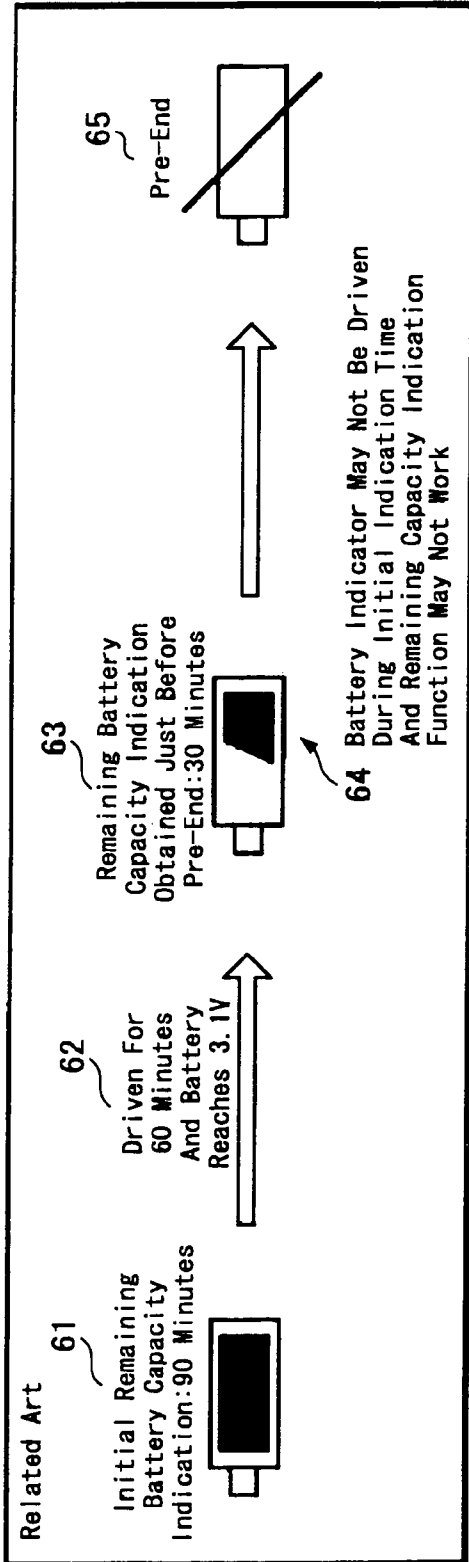 Related Art
61
Initial Remaining
Battery Capacity
Indication:90 Minutes
62
Driven For
60 Minutes
And Battery
Reaches 3.1V
63
Remaining Battery
Capacity Indication
Obtained Just Before
Pre-End:30 Minutes
64
Battery Indicator May Not Be Driven
During Initial Indication Time
And Remaining Capacity Indication
Function May Not Work
65
Pre-End